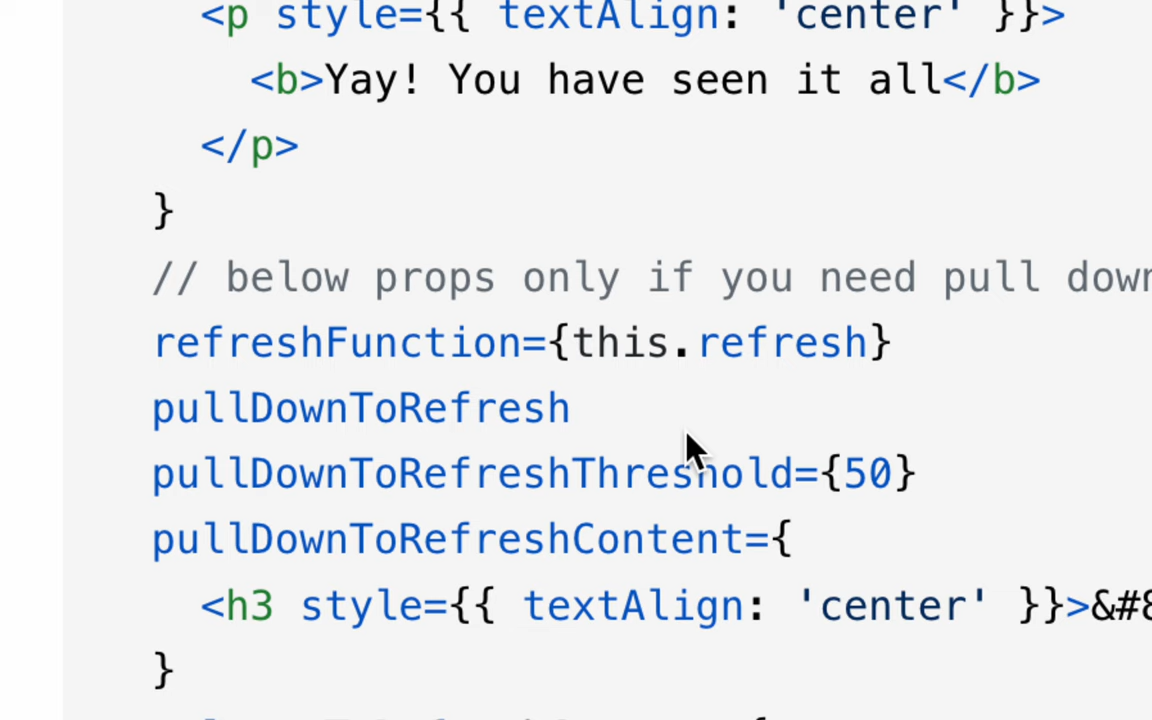 <p style={{ textAlign: 'center' }}>
<b>Yay! You have seen it all</b>
</p>
}
// below props only if you need pull down
refreshFunction={this.refresh}
pullDownToRefresh
pullDownToRefreshThreshold={50}
pullDownToRefreshContent={
<h3 style={{ textAlign: 'center' }}>&#8
}